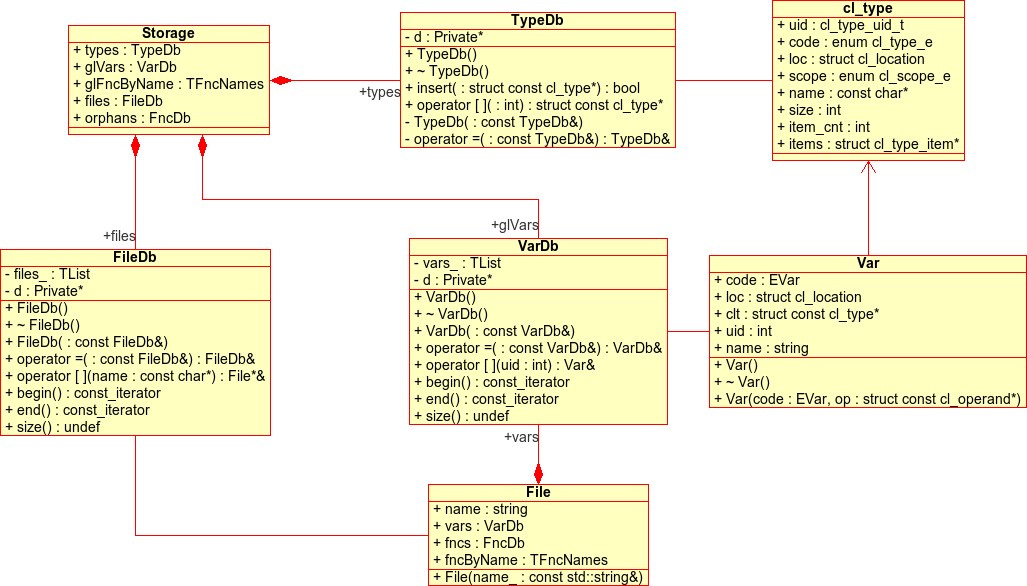 Storage
+ types : TypeDb
+ glVars : VarDb
+ glFncByName : TFncNames
+ files : FileDb
+ orphans : FncDb
TypeDb
- d : Private*
+ TypeDb()
+ ~ TypeDb()
+ insert( : struct const cl_type*) : bool
+ operator [ ]( : int) : struct const cl_type*
- TypeDb( : const TypeDb&)
- operator =( : const TypeDb&) : TypeDb&
cl_type
+ uid : cl_type_uid_t
+ code : enum cl_type_e
+ loc : struct cl_location
+ scope : enum cl_scope_e
+ name : const char*
+ size : int
+ item_cnt : int
+ items : struct cl_type_item*
+types
+files
+glVars
FileDb
- files_ : TList
- d : Private*
+ FileDb()
+ ~ FileDb()
+ FileDb( : const FileDb&)
+ operator =( : const FileDb&) : FileDb&
+ operator [ ](name : const char*) : File*&
+ begin() : const_iterator
+ end() : const_iterator
+ size() : undef
VarDb
- vars_ : TList
- d : Private*
+ VarDb()
+ ~ VarDb()
+ VarDb( : const VarDb&)
+ operator =( : const VarDb&) : VarDb&
+ operator [ ](uid : int) : Var&
+ begin() : const_iterator
+ end() : const_iterator
+ size() : undef
Var
+ code : EVar
+ loc : struct cl_location
+ clt : struct const cl_type*
+ uid : int
+ name : string
+ Var()
+ ~ Var()
+ Var(code : EVar, op : struct const cl_operand*)
+vars
File
+ name : string
+ vars : VarDb
+ fncs : FncDb
+ fncByName : TFncNames
+ File(name_ : const std::string&)